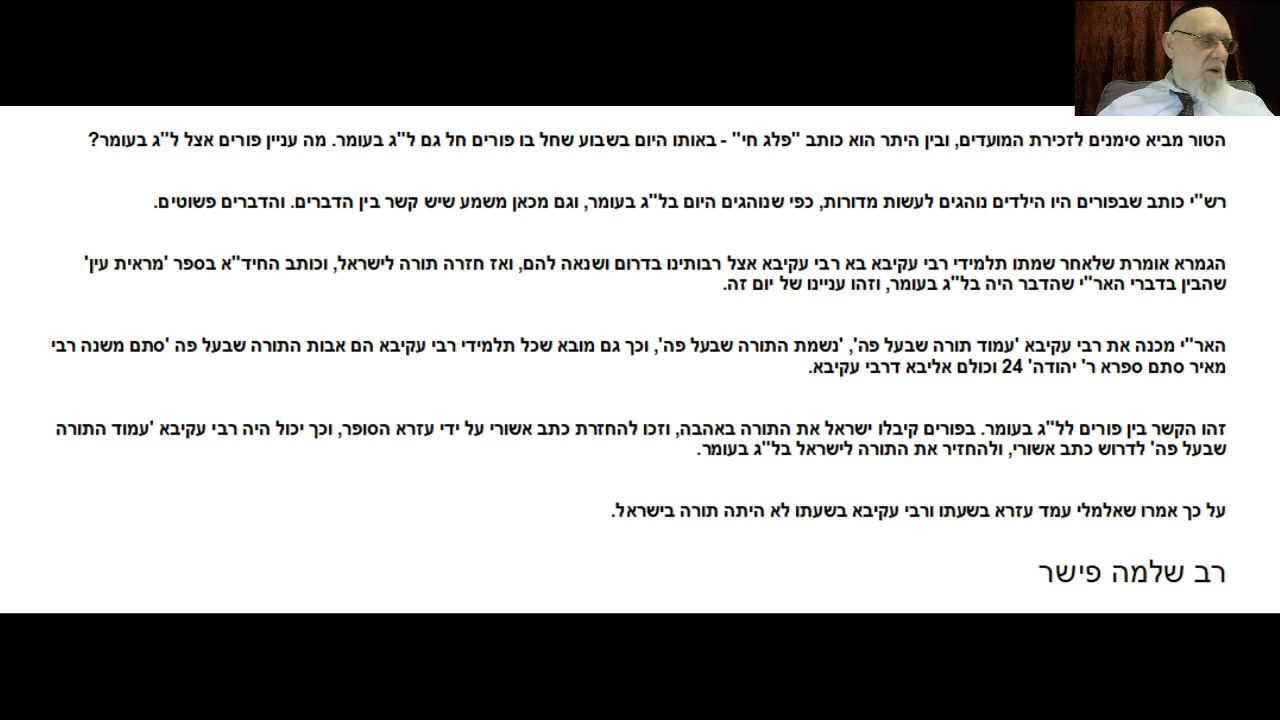 הטור מביא סימנים לזכירת המועדים, ובין היתר הוא כותב "פלג חי" - באותו היום בשבוע שחל בו פורים חל גם ל"ג בעומר. מה עניין פורים אצל ל"ג בעומר?
רש"י כותב שבפורים היו הילדים נוהגים לעשות מדורות, כפי שנוהגים היום בל"ג בעומר, וגם מכאן משמע שיש קשר בין הדברים. והדברים פשוטים.
הגמרא אומרת שלאחר שמתו תלמידי רבי עקיבא בא רבי עקיבא אצל רבותינו בדרום ושנאה להם, ואז חזרה תורה לישראל, וכותב החיד"א בספר 'מראית עין'
שהבין בדברי האר"י שהדבר היה בל"ג בעומר, וזהו עניינו של יום זה.
האר"י מכנה את רבי עקיבא 'עמוד תורה שבעל פה', 'נשמת התורה שבעל פה', וכך גם מובא שכל תלמידי רבי עקיבא הם אבות התורה שבעל פה 'סתם משנה רבי
מאיר סתם ספרא ר' יהודה' 24 וכולם אליבא דרבי עקיבא.
זהו הקשר בין פורים לל"ג בעומר. בפורים קיבלו ישראל את התורה באהבה, וזכו להחזרת כתב אשורי על ידי עזרא הסופר, וכך יכול היה רבי עקיבא 'עמוד התורה
שבעל פה' לדרוש כתב אשורי, ולהחזיר את התורה לישראל בל"ג בעומר.
על כך אמרו שאלמלי עמד עזרא בשעתו ורבי עקיבא בשעתו לא היתה תורה בישראל.
רב שלמה פישר